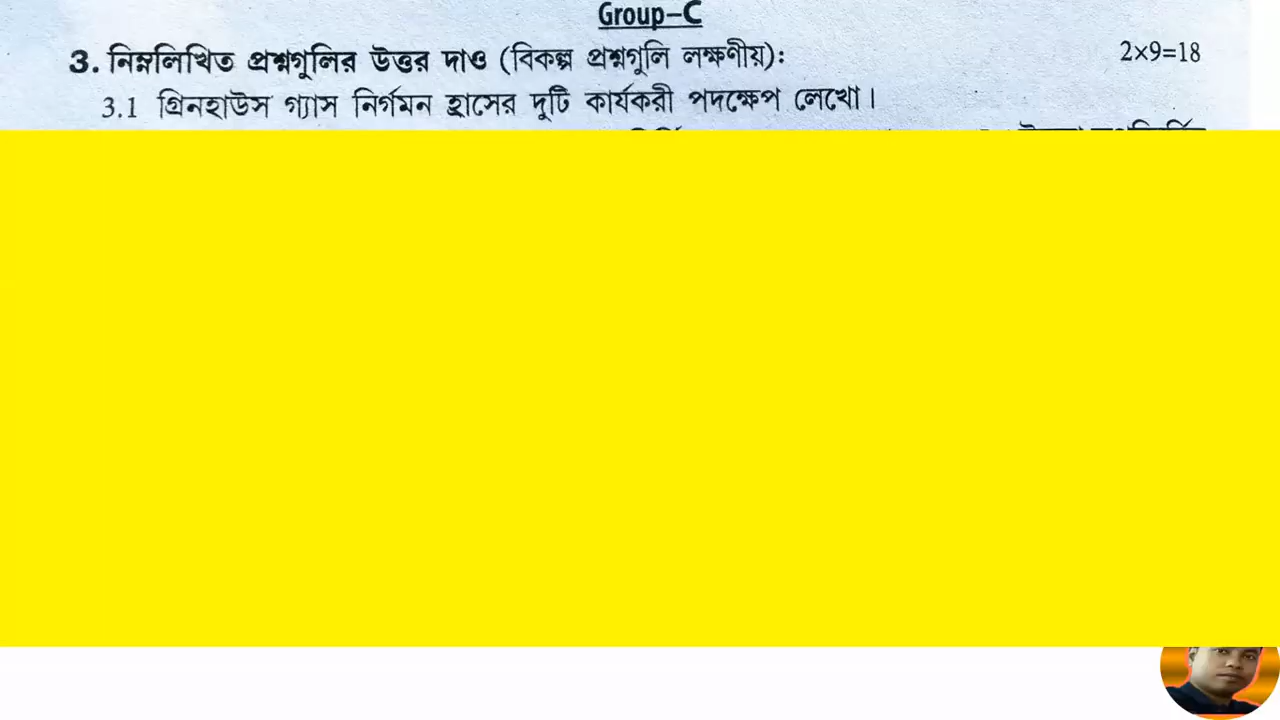 Group–C
3. নিম্নলিখিত প্রশ্নগুলির উত্তর দাও (বিকল্প প্রশ্নগুলি লক্ষণীয়): 2×9=18
3.1 গ্রিনহাউস গ্যাস নির্গমন হ্রাসের দুটি কার্যকরী পদক্ষেপ লেখো।